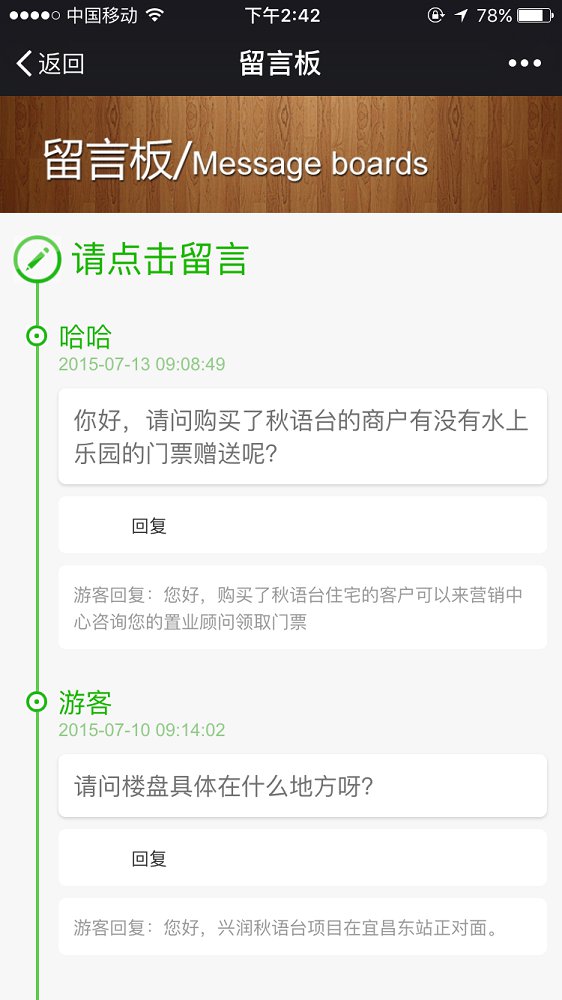 中国移动 下午2:42 78%
返回 留言板
留言板/Message boards
请点击留言
哈哈
2015-07-13 09:08:49
你好，请问购买了秋语台的商户有没有水上
乐园的门票赠送呢？
回复
游客回复：您好，购买了秋语台住宅的客户可以来营销中
心咨询您的置业顾问领取门票
游客
2015-07-10 09:14:02
请问楼盘具体在什么地方呀？
回复
游客回复：您好，兴润秋语台项目在宜昌东站正对面。